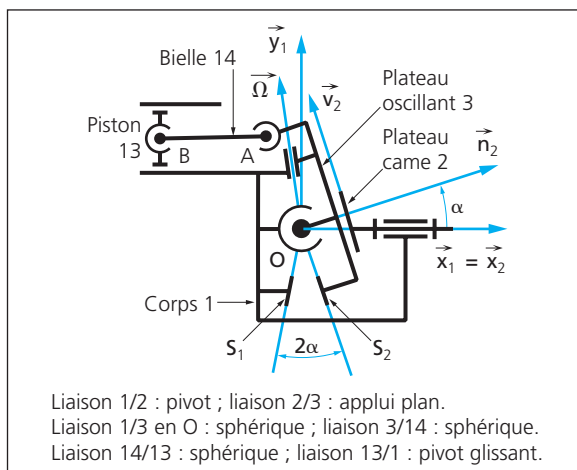 y₁
Bielle 14
Ω
v₂
Plateau
oscillant 3
Plateau
came 2
n₂
Piston
13
B
A
α
O
x₁ = x₂
Corps 1
S₁
2α
S₂
Liaison 1/2 : pivot ; liaison 2/3 : applui plan.
Liaison 1/3 en O : sphérique ; liaison 3/14 : sphérique.
Liaison 14/13 : sphérique ; liaison 13/1 : pivot glissant.